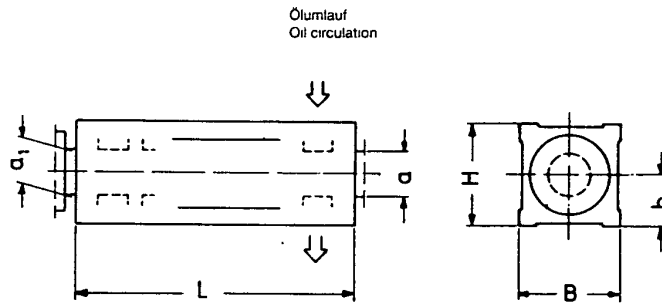 Ölumlauf
Oil circulation
a₁
a
H
h
L
B